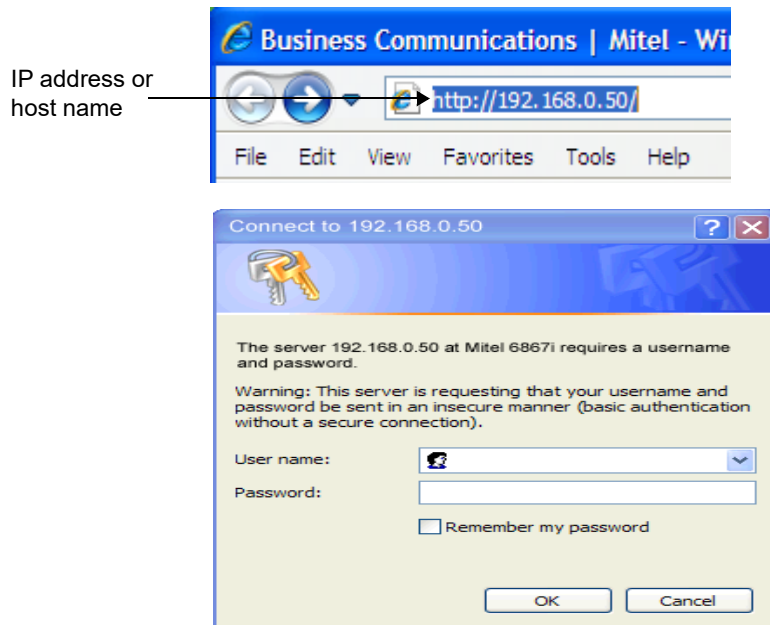 Business Communications | Mitel - Wi
IP address or
host name
http://192.168.0.50/
File Edit View Favorites Tools Help
Connect to 192.168.0.50
The server 192.168.0.50 at Mitel 6867i requires a username
and password.
Warning: This server is requesting that your username and
password be sent in an insecure manner (basic authentication
without a secure connection).
User name:
Password:
Remember my password
OK Cancel